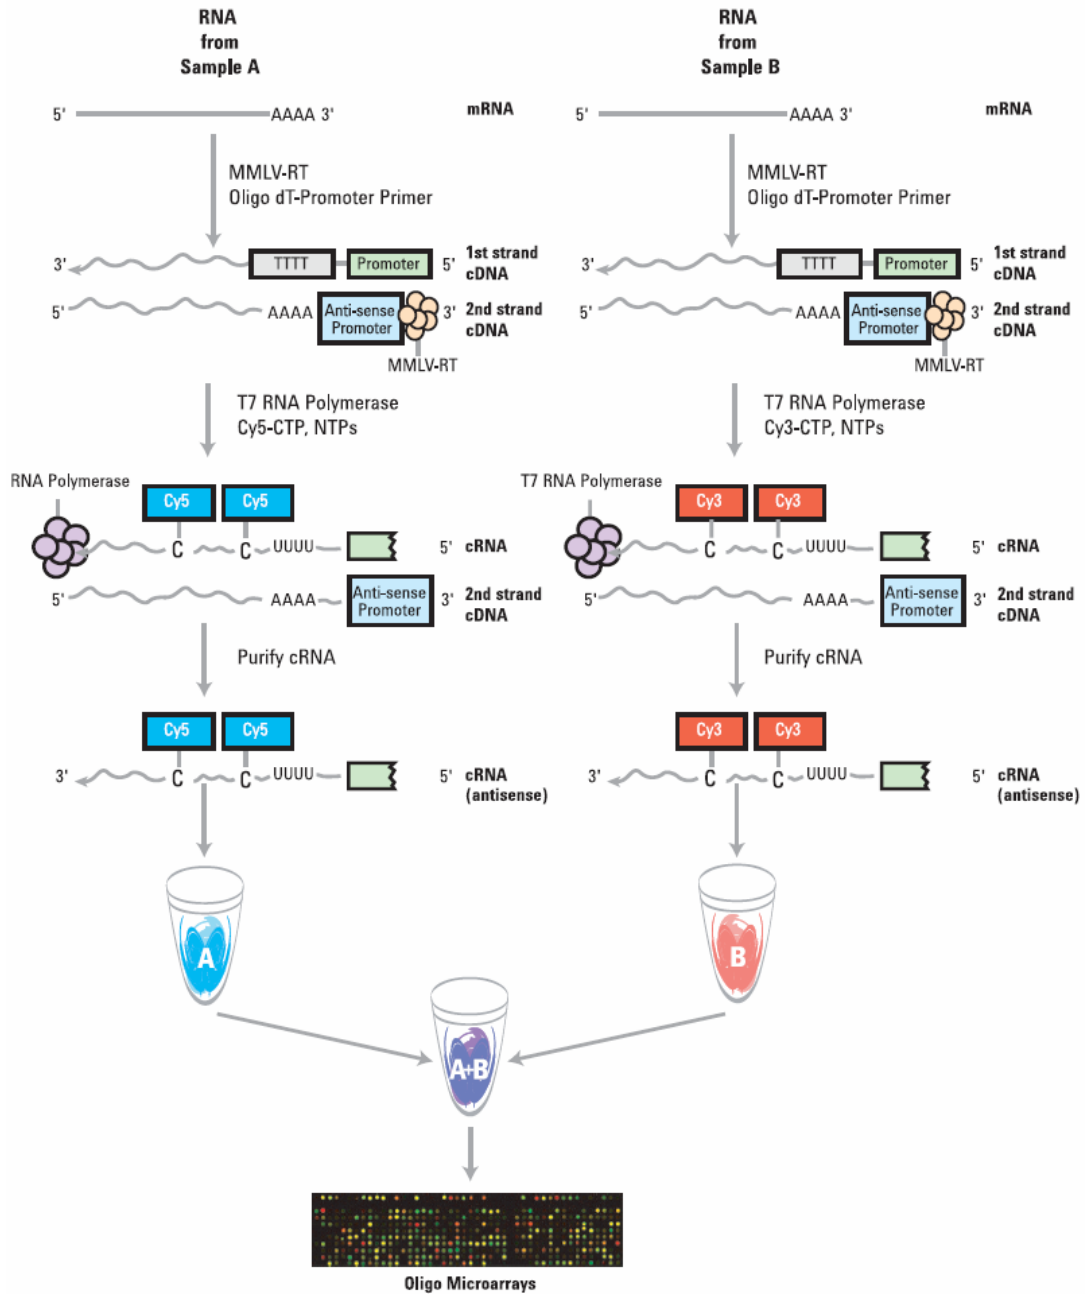 RNA
from
Sample A
RNA
from
Sample B
5'
AAAA 3'
mRNA
5'
AAAA 3'
mRNA
MMLV-RT
Oligo dT-Promoter Primer
MMLV-RT
Oligo dT-Promoter Primer
3'
TTTT
Promoter
5'
1st strand
cDNA
3'
TTTT
Promoter
5'
1st strand
cDNA
5'
AAAA
Anti-sense
Promoter
3'
2nd strand
cDNA
MMLV-RT
5'
AAAA
Anti-sense
Promoter
3'
2nd strand
cDNA
MMLV-RT
T7 RNA Polymerase
Cy5-CTP, NTPs
T7 RNA Polymerase
Cy3-CTP, NTPs
RNA Polymerase
Cy5
Cy5
C
C
UUUU
5'
cRNA
T7 RNA Polymerase
Cy3
Cy3
C
C
UUUU
5'
cRNA
5'
AAAA
Anti-sense
Promoter
3'
2nd strand
cDNA
5'
AAAA
Anti-sense
Promoter
3'
2nd strand
cDNA
Purify cRNA
Purify cRNA
Cy5
Cy5
3'
C
C
UUUU
5'
cRNA
(antisense)
Cy3
Cy3
3'
C
C
UUUU
5'
cRNA
(antisense)
A
B
A+B
Oligo Microarrays